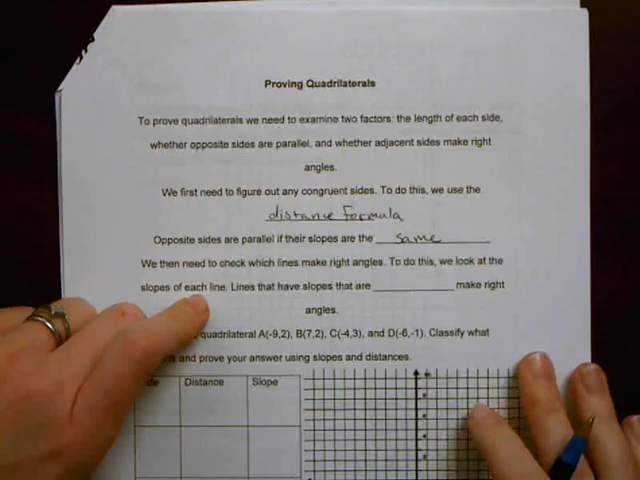 Proving Quadrilaterals
To prove quadrilaterals we need to examine two factors: the length of each side,
whether opposite sides are parallel, and whether adjacent sides make right
angles.
We first need to figure out any congruent sides. To do this, we use the
distance formula
Opposite sides are parallel if their slopes are the same
We then need to check which lines make right angles. To do this, we look at the
slopes of each line. Lines that have slopes that are ____________ make right
angles.
quadrilateral A(-9,2), B(7,2), C(-4,3), and D(-6,-1). Classify what
and prove your answer using slopes and distances.
Distance Slope